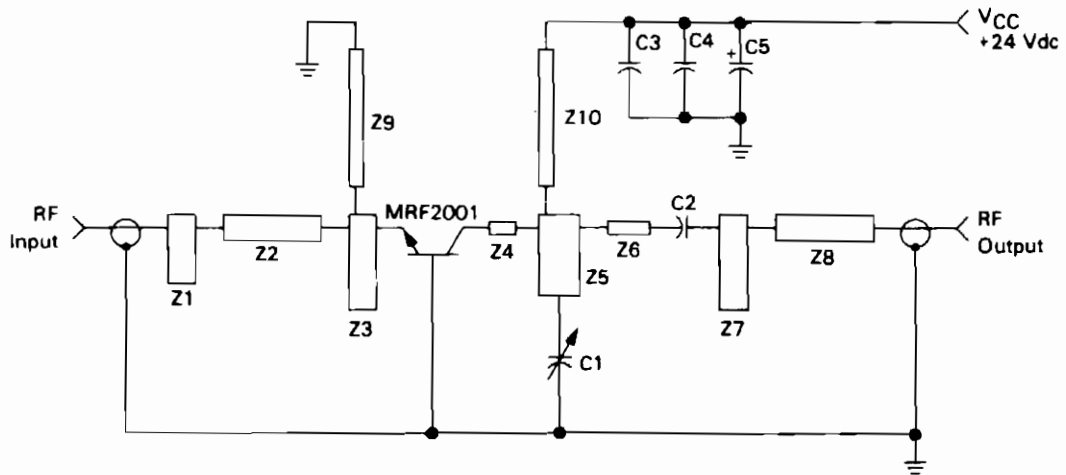 VCC
+24 Vdc
C3
C4
+
C5
Z9
Z10
RF
Input
MRF2001
C2
RF
Output
Z1
Z2
Z3
Z4
Z5
Z6
Z7
Z8
C1